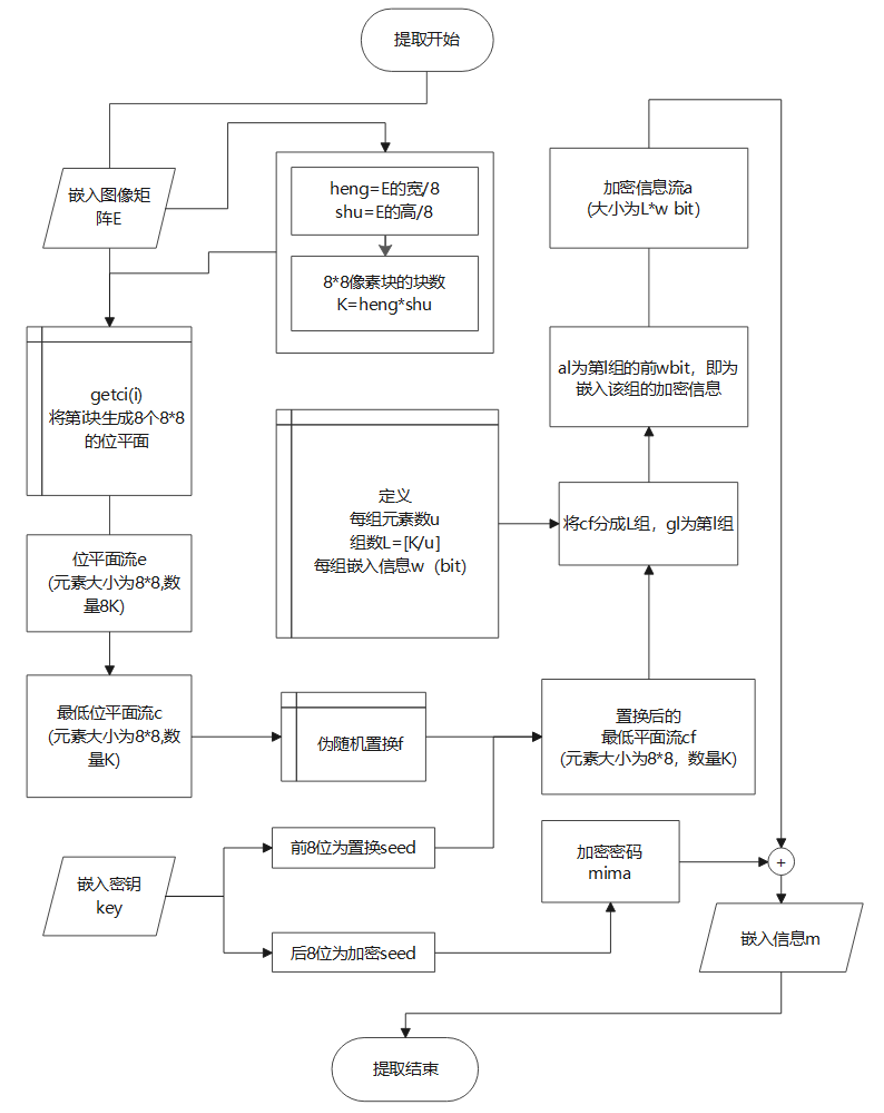 提取开始
嵌入图像矩
阵E
heng=E的宽/8
shu=E的高/8
8*8像素块的块数
K=heng*shu
加密信息流a
(大小为L*w bit)
getci(i)
将第i块生成8个8*8
的位平面
al为第l组的前wbit，即为
嵌入该组的加密信息
定义
每组元素数u
组数L=[K/u]
每组嵌入信息w（bit）
将cf分成L组，gl为第l组
位平面流e
(元素大小为8*8,数
量8K)
最低位平面流c
(元素大小为8*8,数
量K)
伪随机置换f
置换后的
最低平面流cf
(元素大小为8*8，数量K)
嵌入密钥
key
前8位为置换seed
后8位为加密seed
加密密码
mima
+
嵌入信息m
提取结束